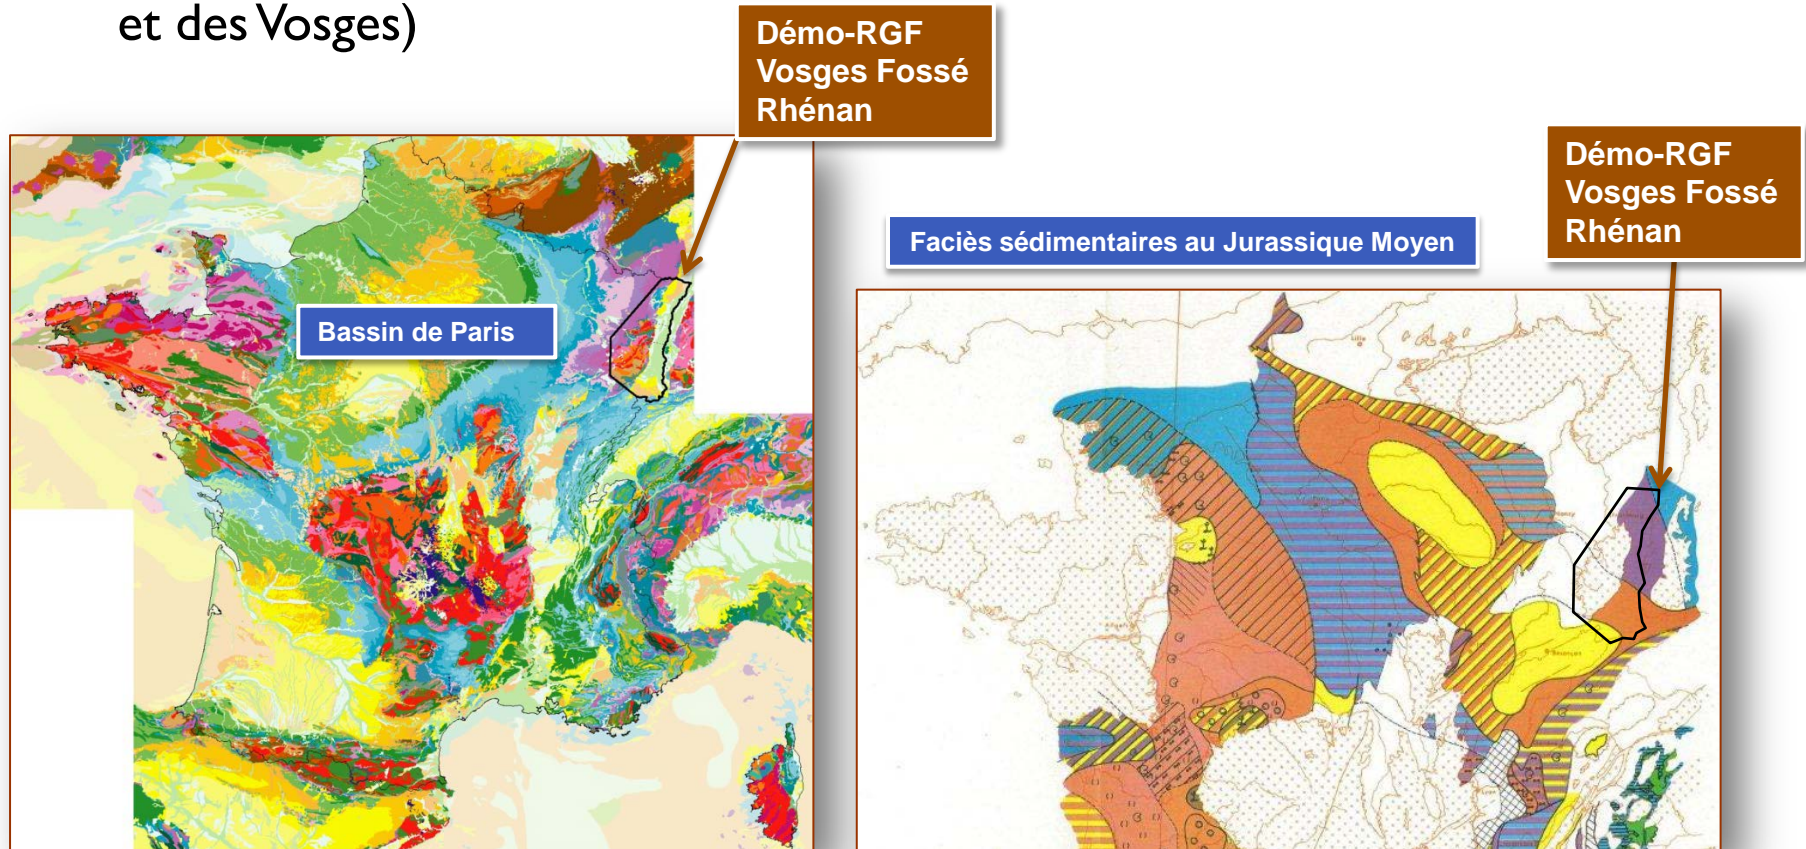 et des Vosges)
Démo-RGF
Vosges Fossé
Rhénan
Démo-RGF
Vosges Fossé
Rhénan
Faciès sédimentaires au Jurassique Moyen
Bassin de Paris